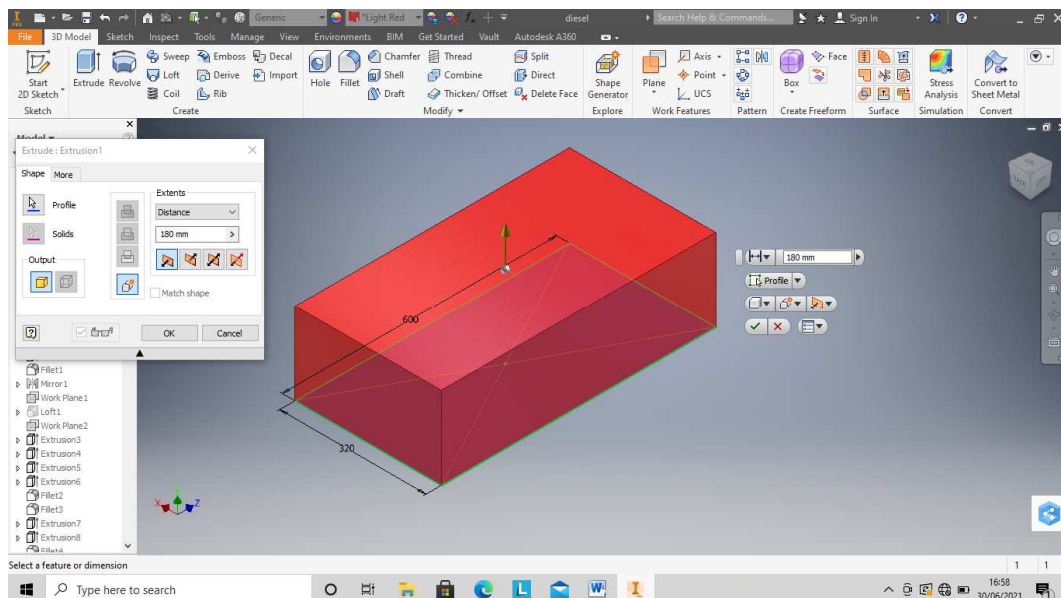 Generic
*Light Red
diesel
Search Help & Commands...
Sign In
File 3D Model Sketch Inspect Tools Manage View Environments BIM Get Started Vault Autodesk A360
Start 2D Sketch
Extrude
Revolve
Sweep
Emboss
Decal
Loft
Derive
Import
Coil
Rib
Hole
Fillet
Chamfer
Thread
Split
Shell
Combine
Direct
Draft
Thicken/ Offset
Delete Face
Shape Generator
Plane
Axis
Point
UCS
Box
Face
Stress Analysis
Convert to Sheet Metal
Sketch Create Modify Explore Work Features Pattern Create Freeform Surface Simulation Convert
Extrude : Extrusion1
Shape More
Profile
Solids
Output
Extents
Distance
180 mm
Match shape
OK Cancel
Fillet1
Mirror1
Work Plane1
Loft1
Work Plane2
Extrusion3
Extrusion4
Extrusion5
Extrusion6
Fillet2
Fillet3
Extrusion7
Extrusion8
Fillet4
600
320
180 mm
Profile
X
Z
Select a feature or dimension
1 1
Type here to search
16:58
30/06/2021